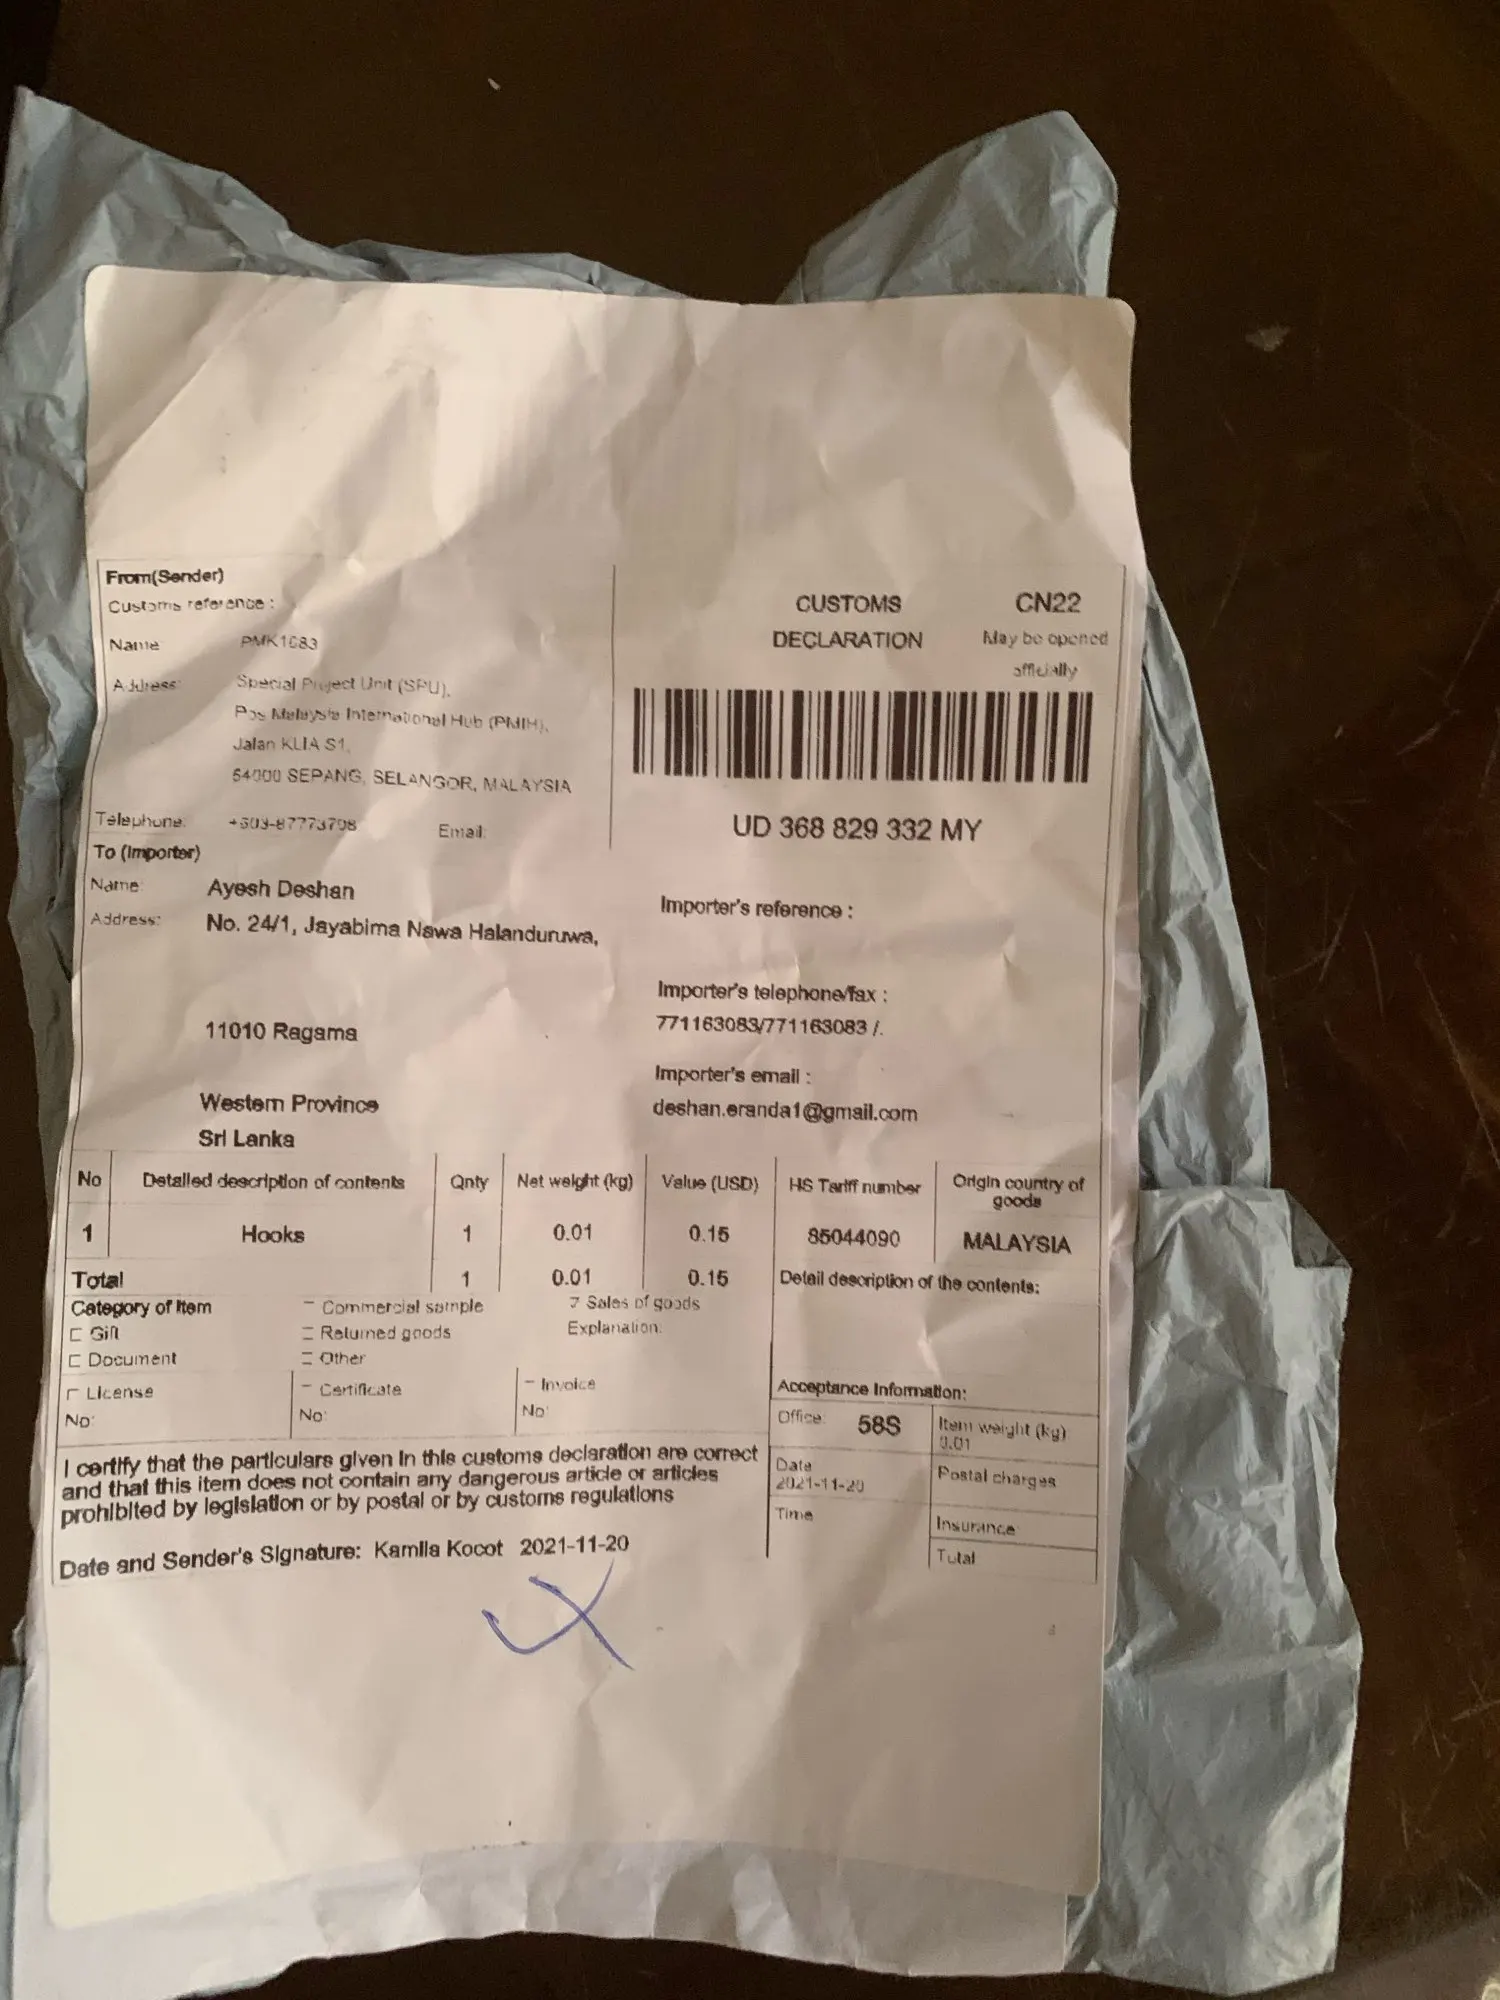 From(Sender)
Customs reference :
Name PMK1083
Address: Special Project Unit (SPU),
Pos Malaysia International Hub (PMIH),
Jalan KLIA S1,
64000 SEPANG, SELANGOR, MALAYSIA
Telephone: Email:
CUSTOMS DECLARATION
CN22
May be opened officially
UD 368 829 332 MY
To (Importer)
Name: Ayesh Deshan
Address: No. 24/1, Jayabima Nawa Halanduruwa,
11010 Ragama
Western Province
Sri Lanka
Importer's reference :
Importer's telephone/fax :
771163083/771163083 /.
Importer's email :
deshan.eranda1@gmail.com
No Detailed description of contents Qnty Net weight (kg) Value (USD) HS Tariff number Origin country of goods
1 Hooks 1 0.01 0.15 85044090 MALAYSIA
Total 1 0.01 0.15
Detail description of the contents:
Category of Item Commercial sample Sales of goods
Gift Returned goods Explanation:
Document Other
License Certificate Invoice
No: No: No:
Acceptance Information:
Office: 58S
Item weight (kg)
0.01
Date
2021-11-20
Postal charges
Time
Insurance
Total
I certify that the particulars given in this customs declaration are correct
and that this item does not contain any dangerous article or articles
prohibited by legislation or by postal or by customs regulations
Date and Sender's Signature: Kamila Kocot 2021-11-20